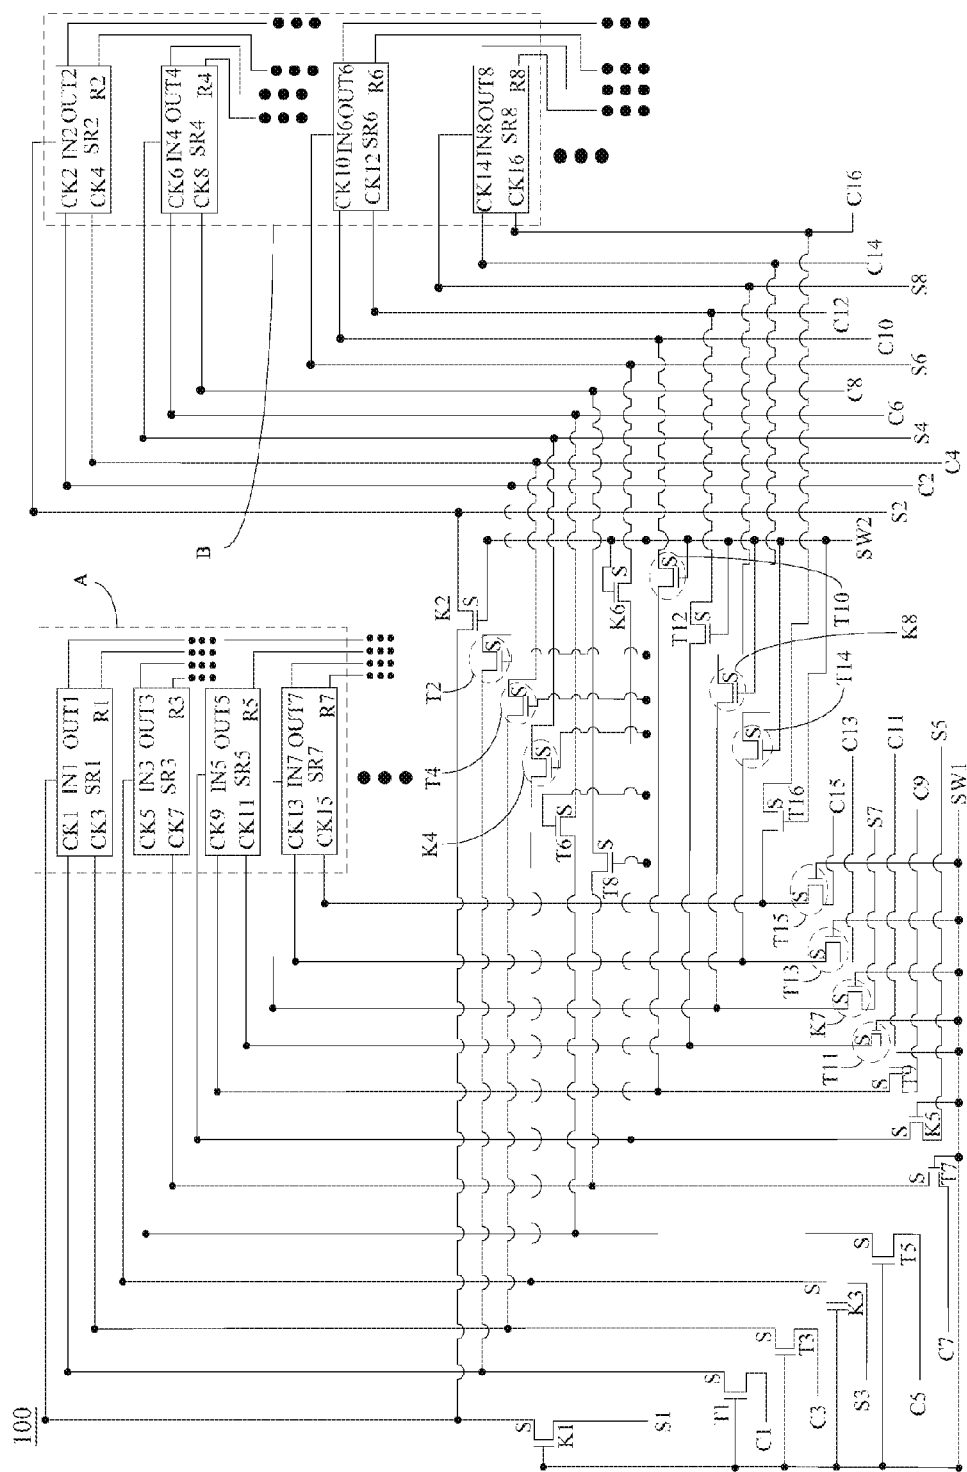 100
A
B
CK1 IN1 OUT1
CK3 SR1 R1
CK5 IN3 OUT3
CK7 SR3 R3
CK9 IN5 OUT5
CK11 SR5 R5
CK13 IN7 OUT7
CK15 SR7 R7
CK2 IN2 OUT2
CK4 SR2 R2
CK6 IN4 OUT4
CK8 SR4 R4
CK10 IN6 OUT6
CK12 SR6 R6
CK14 IN8 OUT8
CK16 SR8 R8
S K1 S1
S T1 C1
S T3 C3
S K3 S3
S T5 C5
S T7 C7
S K5 S5
S T9 C9
S T11 C11
S K7 S7
S T13 C13
S T15 C15
SW1
K2 S
T2 S
T4 S
K4 S
T6 S
T8 S
K6 S
T10 S
T12 S
K8 S
T14 S
T16 S
SW2
S2
C2
C4
S4
C6
C8
S6
C10
C12
S8
C14
C16